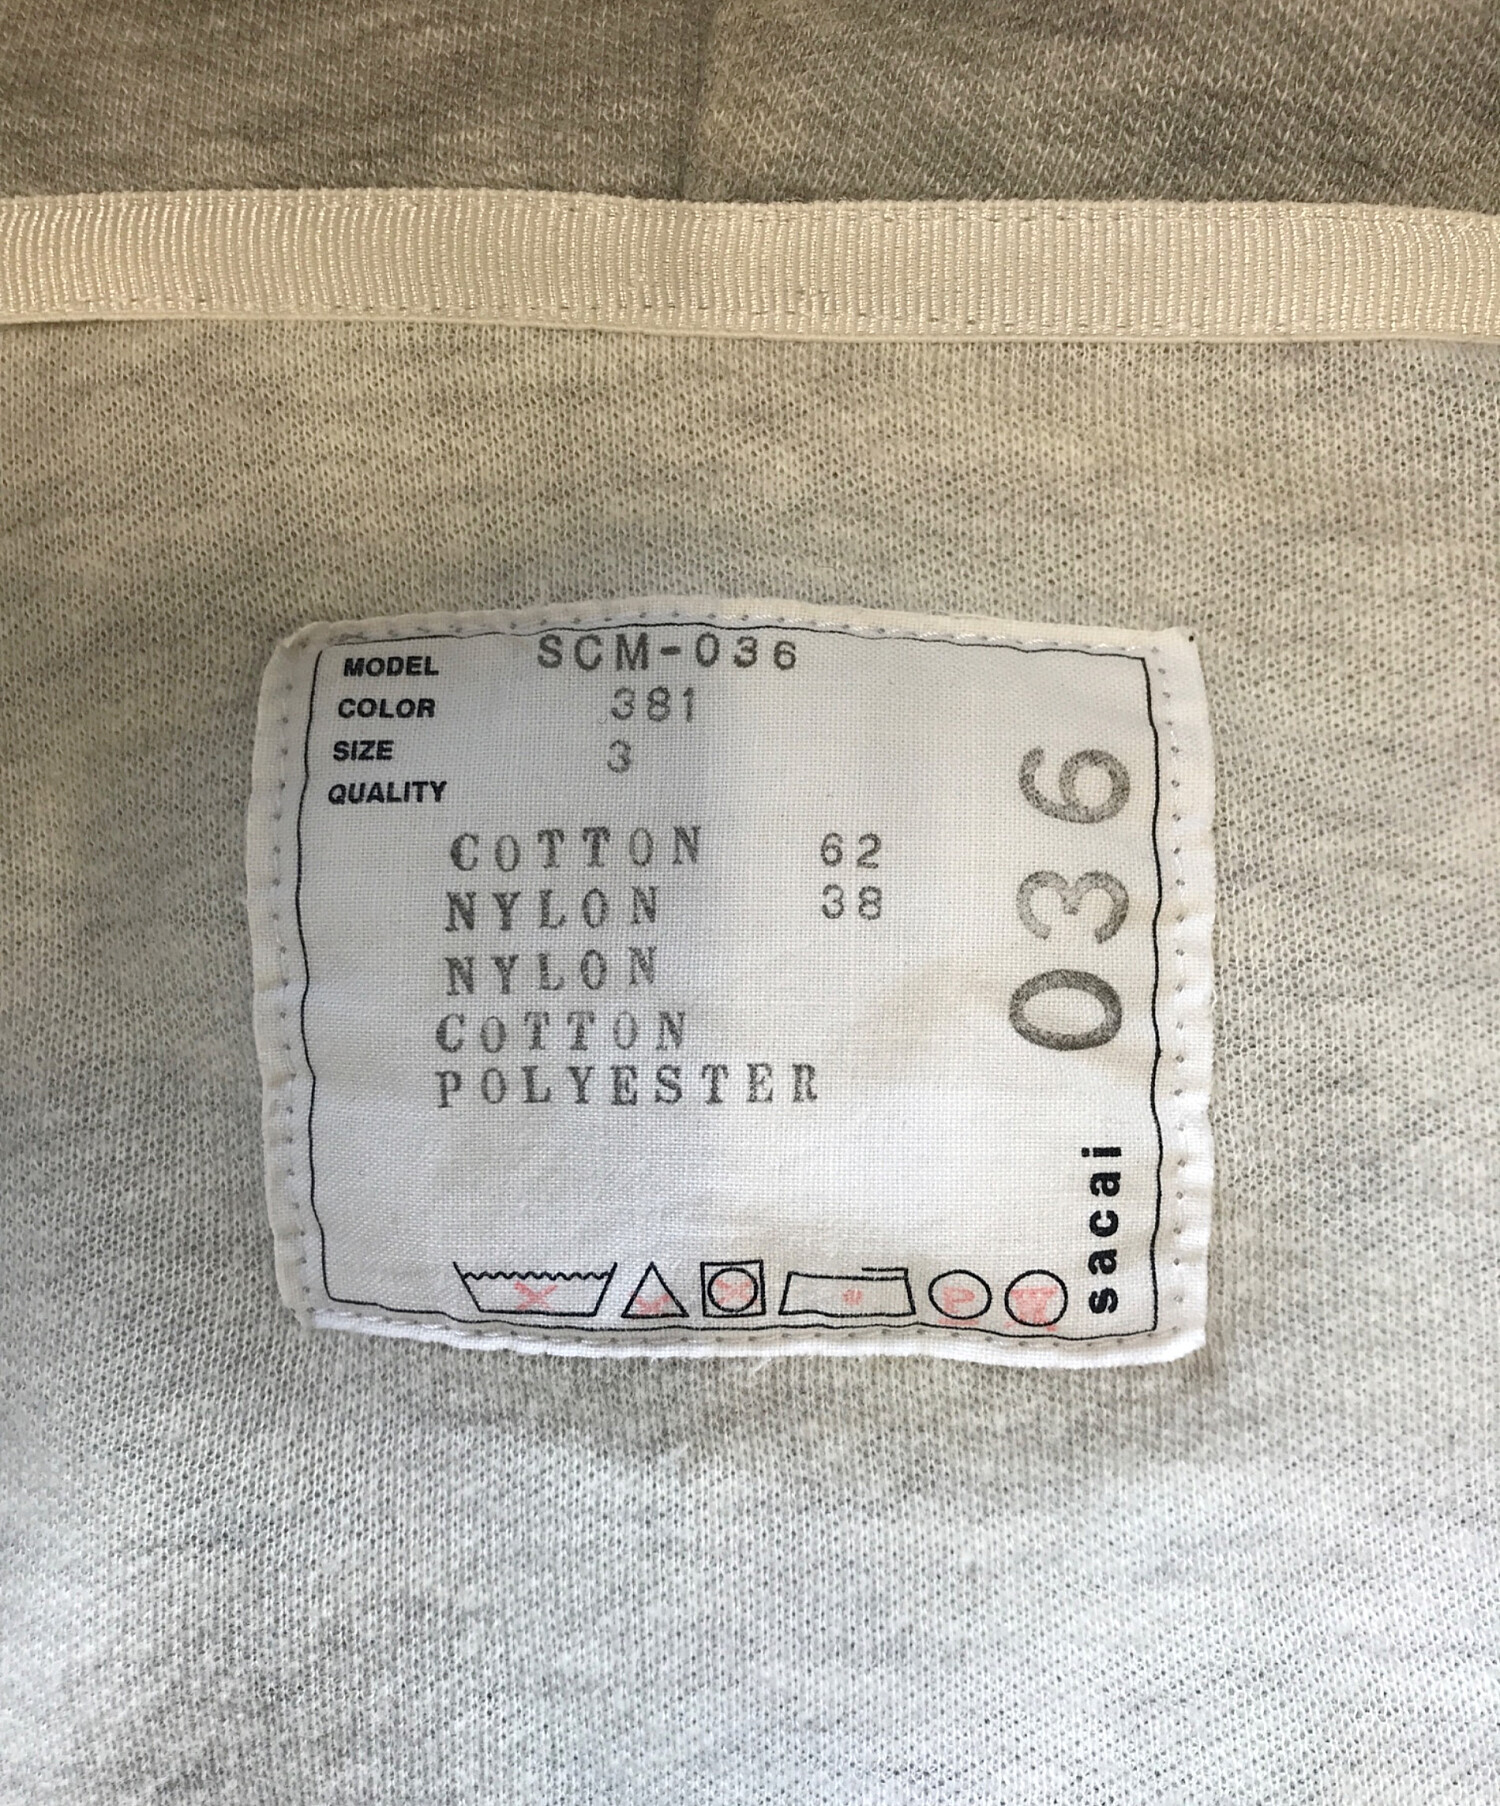 MODEL SCM-036
COLOR 381
SIZE 3
QUALITY
COTTON 62
NYLON 38
NYLON
COTTON
POLYESTER
sacai 036
P